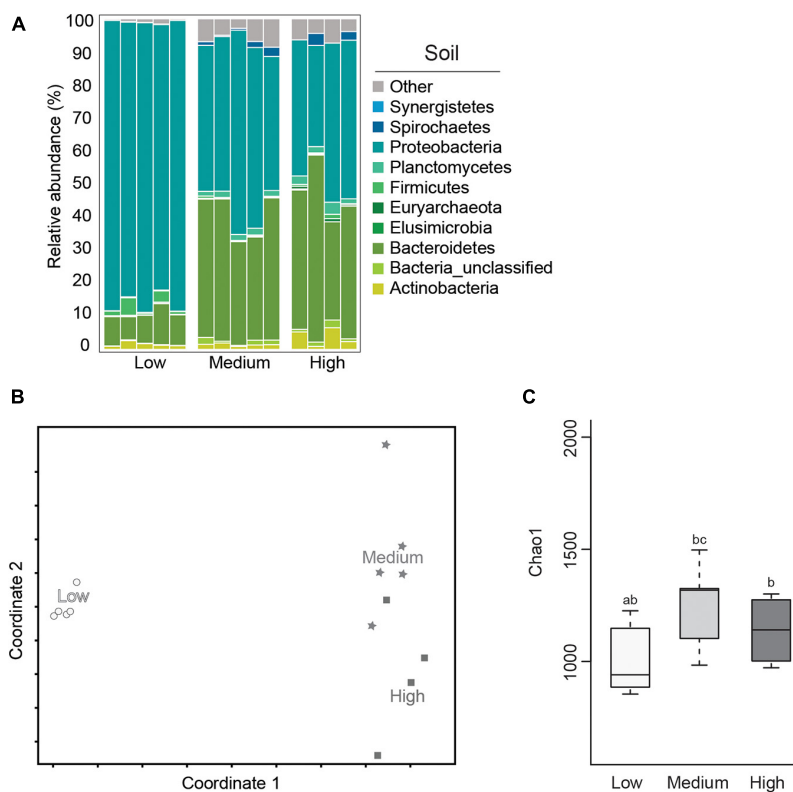 A
Relative abundance (%)
100
90
80
70
60
50
40
30
20
10
0
Low
Medium
High
Soil
Other
Synergistetes
Spirochaetes
Proteobacteria
Planctomycetes
Firmicutes
Euryarchaeota
Elusimicrobia
Bacteroidetes
Bacteria_unclassified
Actinobacteria
B
Coordinate 2
Low
Medium
High
Coordinate 1
C
Chao1
2000
1500
1000
ab
bc
b
Low
Medium
High